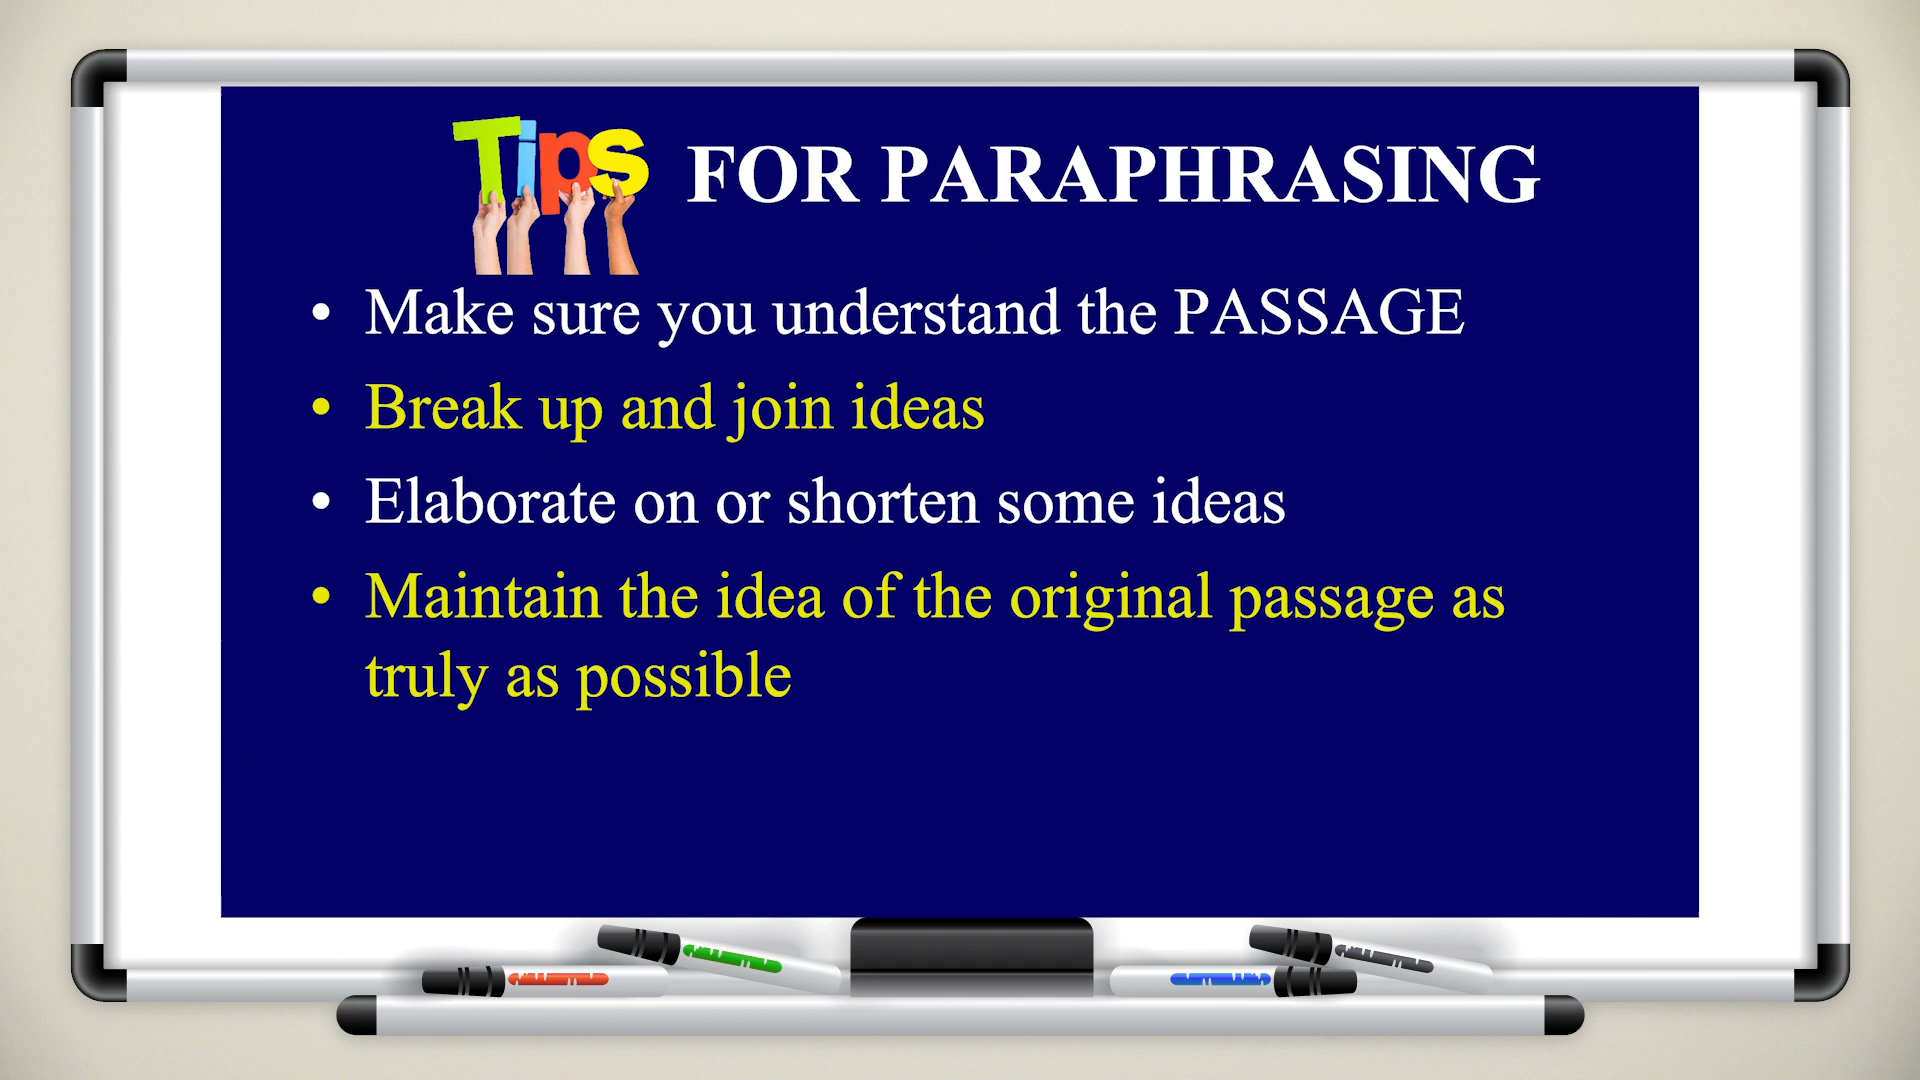 Tips FOR PARAPHRASING
• Make sure you understand the PASSAGE
• Break up and join ideas
• Elaborate on or shorten some ideas
• Maintain the idea of the original passage as
truly as possible